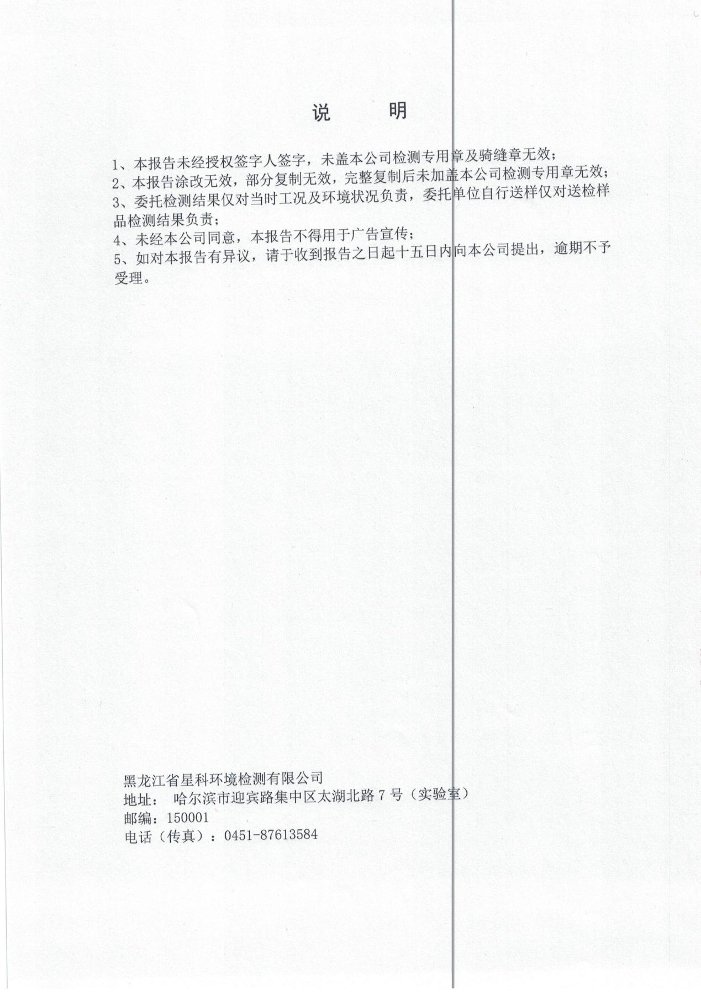 说 明
1、本报告未经授权签字人签字，未盖本公司检测专用章及骑缝章无效；
2、本报告涂改无效，部分复制无效，完整复制后未加盖本公司检测专用章无效；
3、委托检测结果仅对当时工况及环境状况负责，委托单位自行送样仅对送检样
品检测结果负责；
4、未经本公司同意，本报告不得用于广告宣传；
5、如对本报告有异议，请于收到报告之日起十五日内向本公司提出，逾期不予
受理。
黑龙江省星科环境检测有限公司
地址： 哈尔滨市迎宾路集中区太湖北路 7 号（实验室）
邮编：150001
电话（传真）：0451-87613584